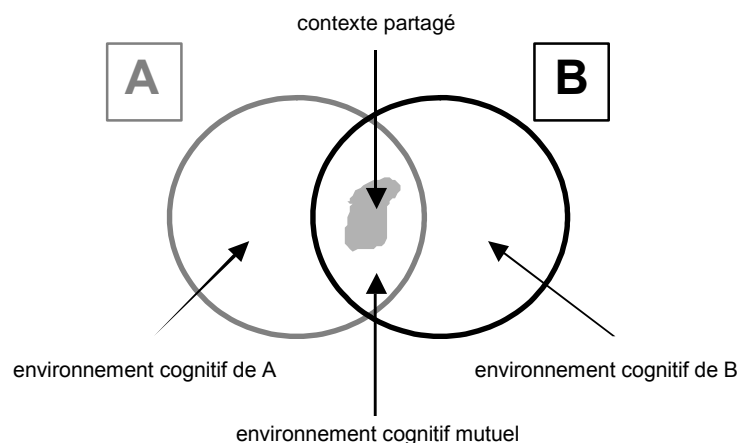 contexte partagé
A
B
environnement cognitif de A
environnement cognitif de B
environnement cognitif mutuel